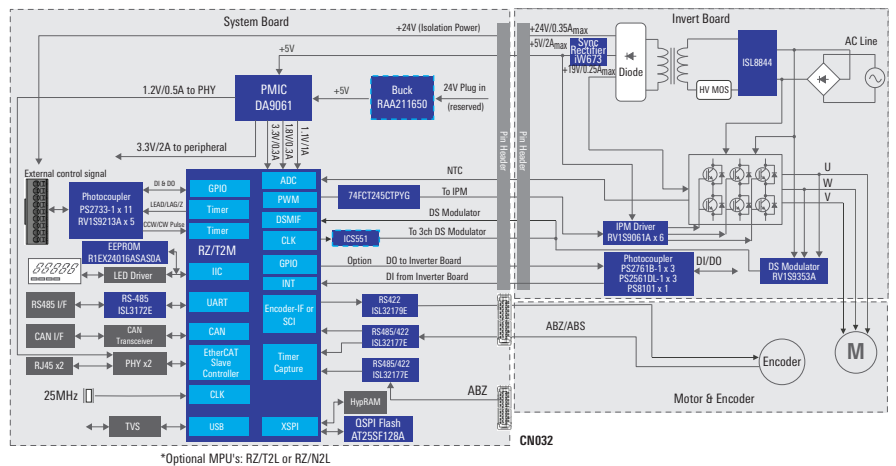 System Board
Invert Board
+24V (Isolation Power)
+24V/0.35Amax
+5V/2Amax
+5V
Sync
Rectifier
iW673
+19V/0.25Amax
Diode
HV MOS
ISL8844
AC Line
1.2V/0.5A to PHY
PMIC
DA9061
+5V
Buck
RAA211650
24V Plug in
(reserved)
Pin Header
Pin Header
3.3V/0.3A
1.8V/0.3A
1.1V/1A
3.3V/2A to peripheral
External control signal
Photocoupler
PS2733-1 x 11
RV1S9213A x 5
DI & DO
LEAD/LAG/Z
CCW/CW Pulse
GPIO
Timer
Timer
RZ/T2M
ADC
PWM
DSMIF
CLK
GPIO
INT
NTC
74FCT245CTPYG
To IPM
DS Modulator
ICS551
To 3ch DS Modulator
Option
DO to Inverter Board
DI from Inverter Board
IPM Driver
RV1S9061A x 6
U
W
V
Photocoupler
PS2761B-1 x 3
PS2561DL-1 x 3
PS8101 x 1
DI/DO
DS Modulator
RV1S9353A
EEPROM
R1EX24016ASAS0A
88888
LED Driver
IIC
RS485 I/F
RS-485
ISL3172E
UART
Encoder-IF or
SCI
RS422
ISL32179E
CAN I/F
CAN
Transceiver
CAN
RS485/422
ISL32177E
ABZ/ABS
RJ45 x2
PHY x2
EtherCAT
Slave
Controller
Timer
Capture
RS485/422
ISL32177E
Encoder
M
Motor & Encoder
25MHz
CLK
HypRAM
ABZ
TVS
USB
XSPI
QSPI Flash
AT25SF128A
CN032
*Optional MPU's: RZ/T2L or RZ/N2L